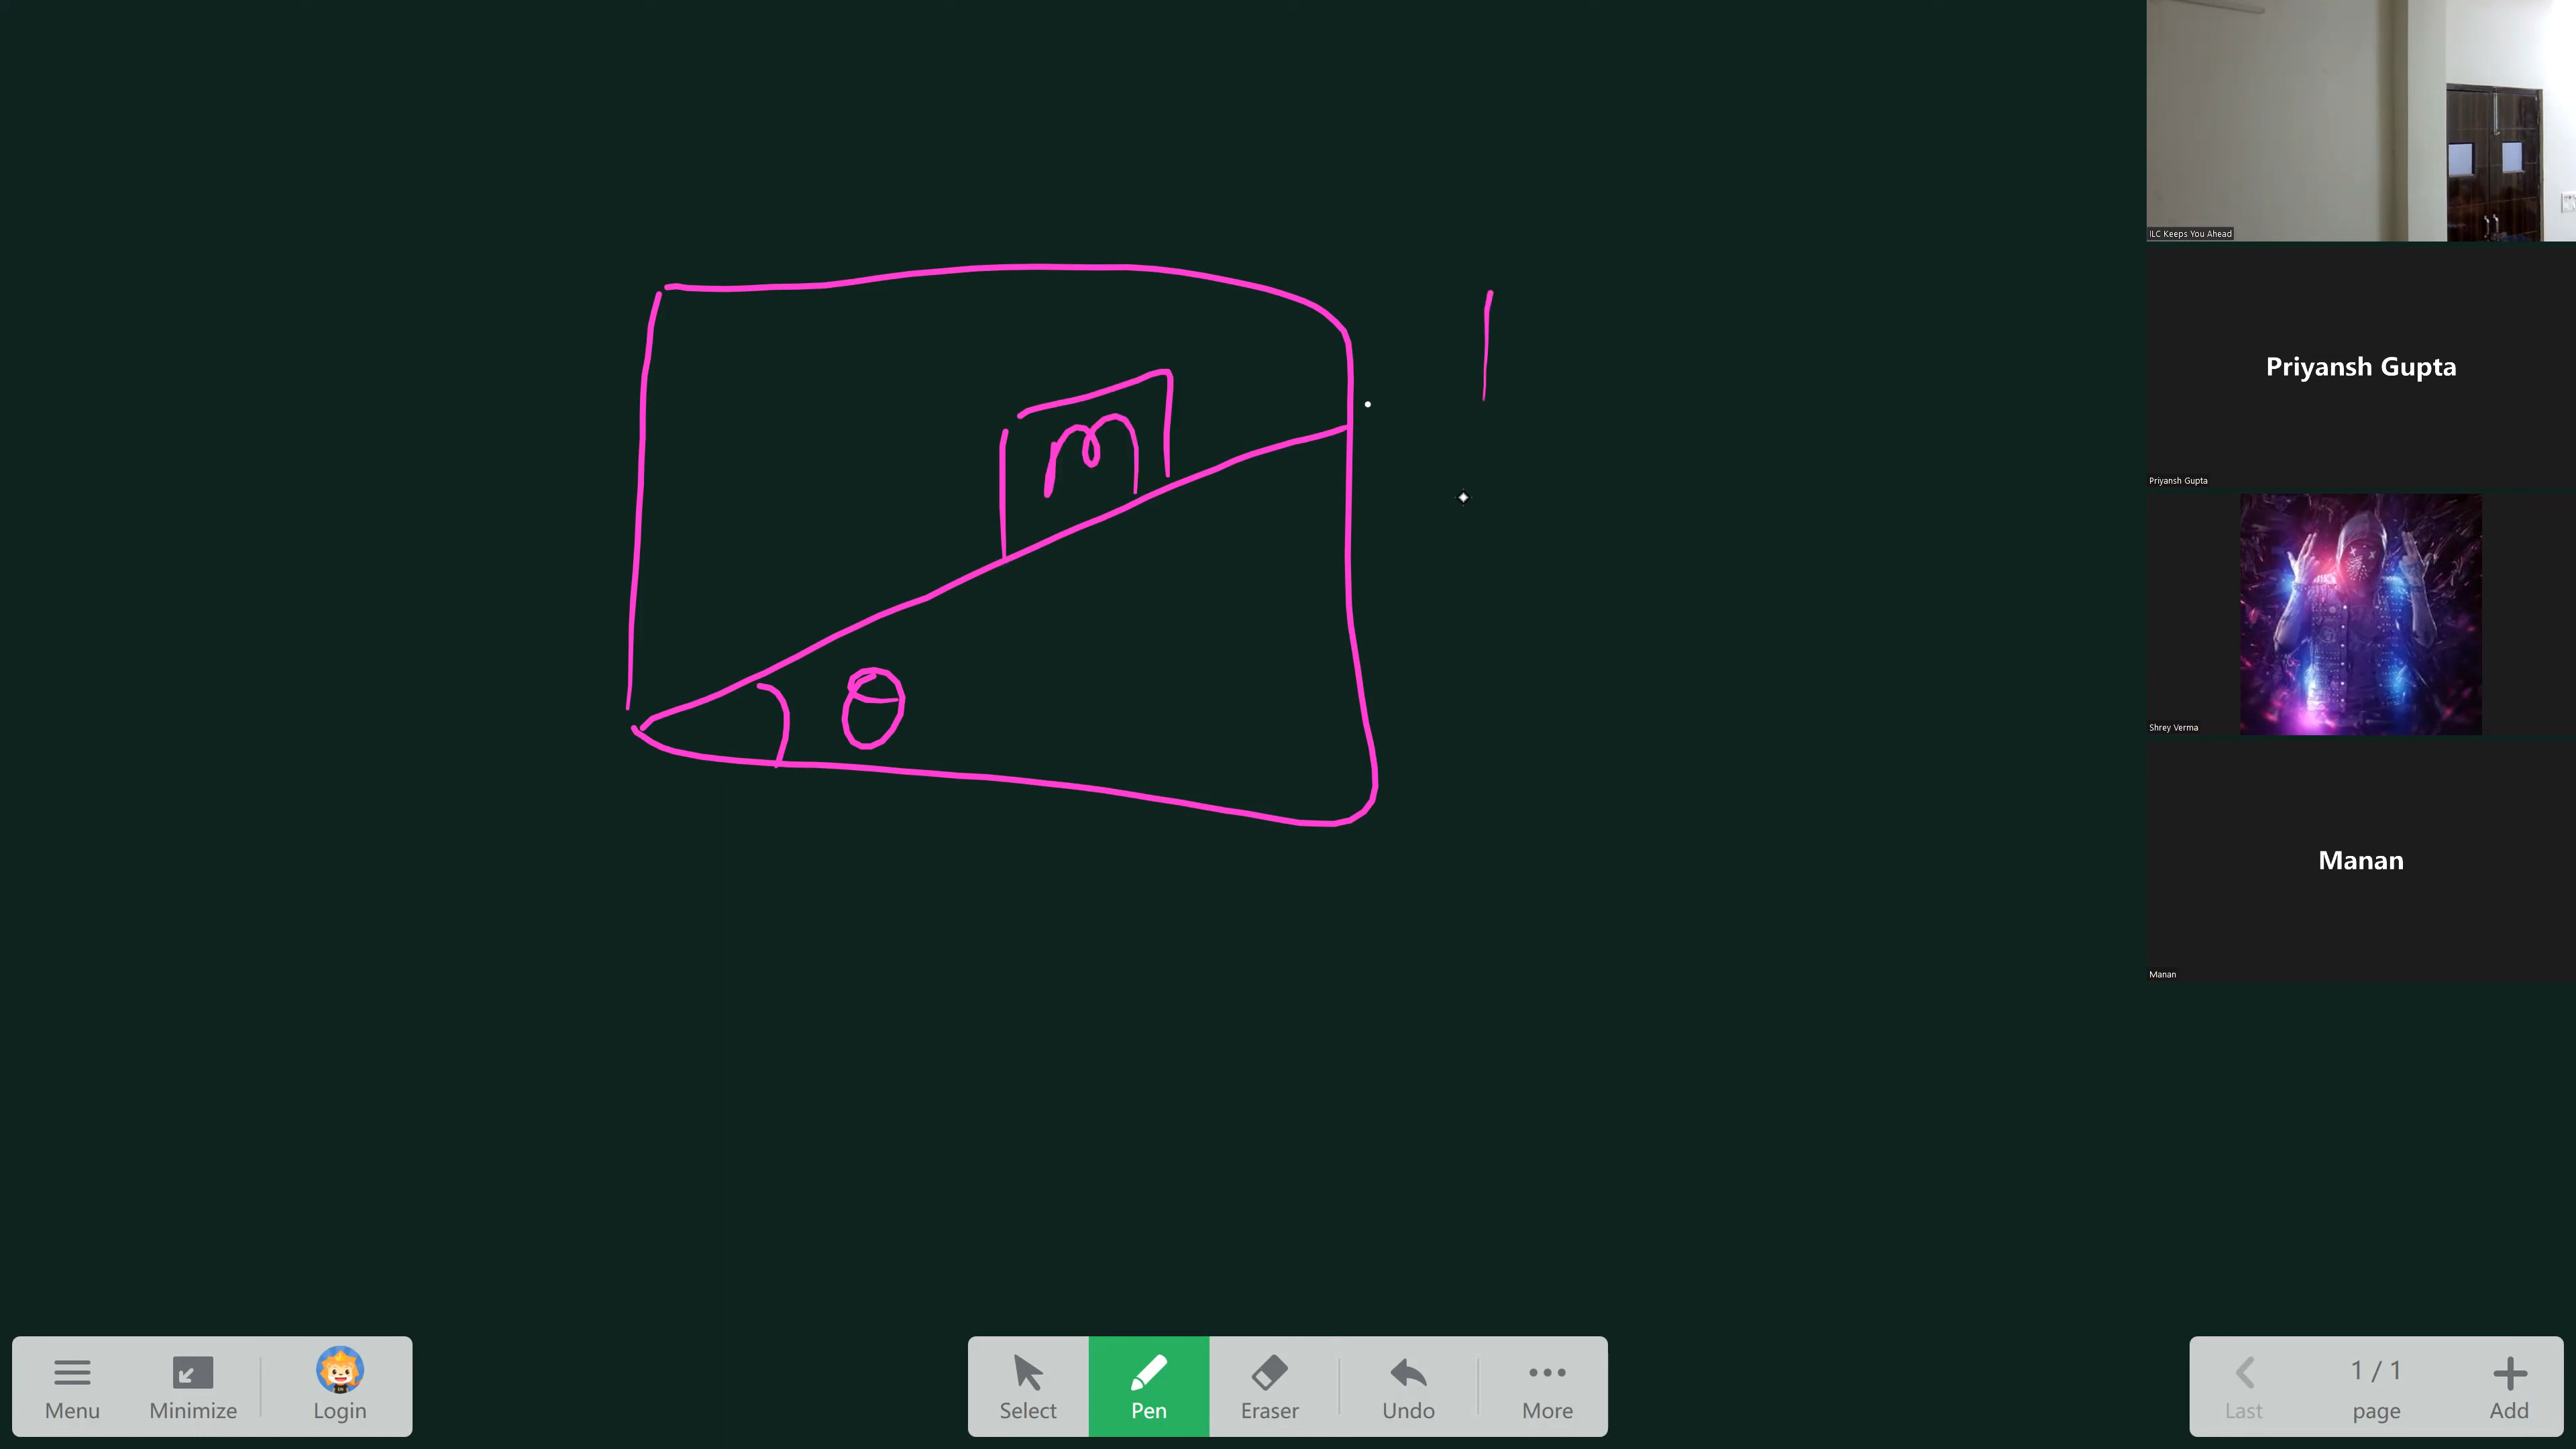 ILC Keeps You Ahead
Priyansh Gupta
Priyansh Gupta
m
θ
Shrey Verma
Manan
Manan
Menu
Minimize
Login
Select
Pen
Eraser
Undo
More
Last
1 / 1
page
Add